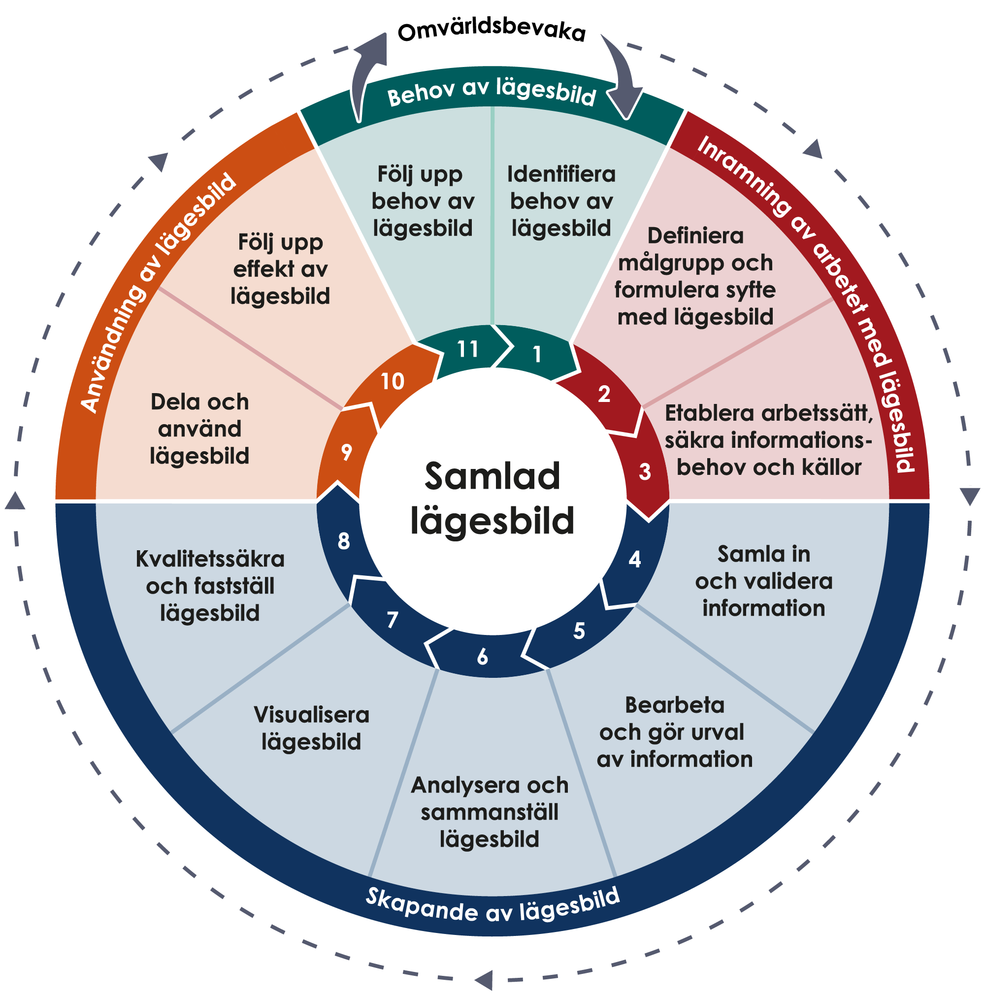 Omvärldsbevaka
Behov av lägesbild
Inramning av arbetet med lägesbild
Skapande av lägesbild
Användning av lägesbild
Samlad
lägesbild
1
Identifiera
behov av
lägesbild
2
Definiera
målgrupp och
formulera syfte
med lägesbild
3
Etablera arbetssätt,
säkra informations-
behov och källor
4
Samla in
och validera
information
5
Bearbeta
och gör urval
av information
6
Analysera och
sammanställ
lägesbild
7
Visualisera
lägesbild
8
Kvalitetssäkra
och fastställ
lägesbild
9
Dela och
använd
lägesbild
10
Följ upp
effekt av
lägesbild
11
Följ upp
behov av
lägesbild